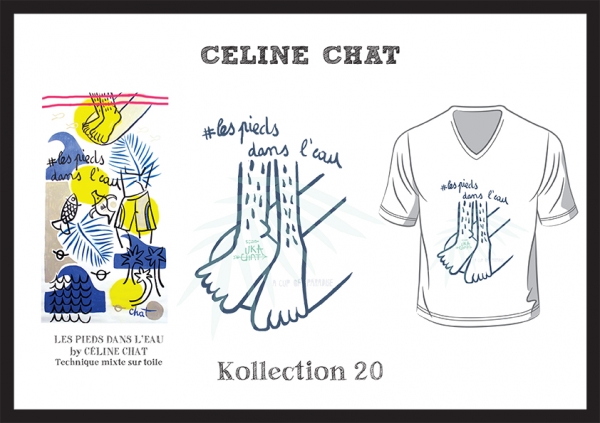 CELINE CHAT
#les pieds
dans l'eau
chat
LES PIEDS DANS L'EAU
by CÉLINE CHAT
Technique mixte sur toile
#les pieds
dans l'eau
#les pieds
dans l'eau
Kollection 20